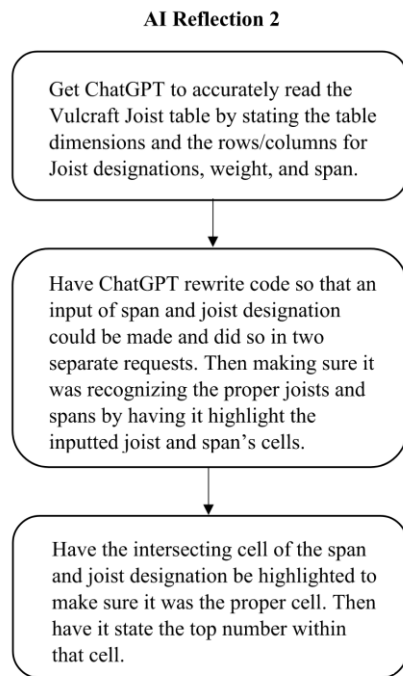 AI Reflection 2
Get ChatGPT to accurately read the
Vulcraft Joist table by stating the table
dimensions and the rows/columns for
Joist designations, weight, and span.
Have ChatGPT rewrite code so that an
input of span and joist designation
could be made and did so in two
separate requests. Then making sure it
was recognizing the proper joists and
spans by having it highlight the
inputted joist and span’s cells.
Have the intersecting cell of the span
and joist designation be highlighted to
make sure it was the proper cell. Then
have it state the top number within
that cell.